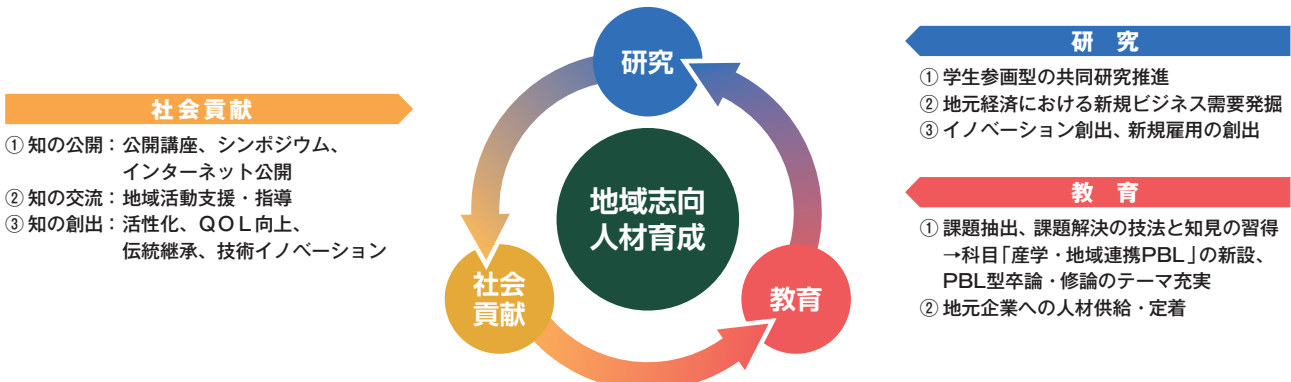 社会貢献
① 知の公開：公開講座、シンポジウム、
インターネット公開
② 知の交流：地域活動支援・指導
③ 知の創出：活性化、QOL向上、
伝統継承、技術イノベーション
研究
地域志向
人材育成
社会
貢献
教育
研 究
① 学生参画型の共同研究推進
② 地元経済における新規ビジネス需要発掘
③ イノベーション創出、新規雇用の創出
教 育
① 課題抽出、課題解決の技法と知見の習得
→科目「産学・地域連携PBL」の新設、
PBL型卒論・修論のテーマ充実
② 地元企業への人材供給・定着